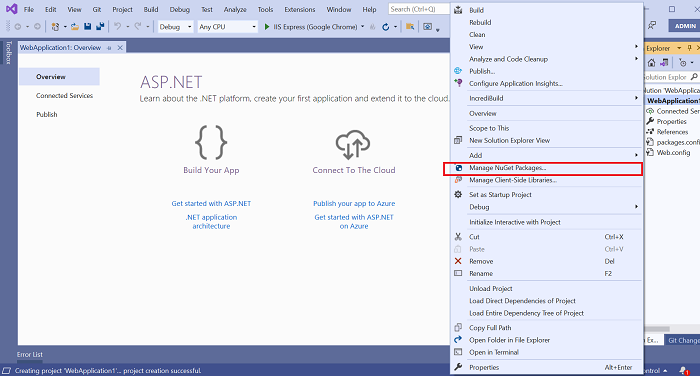 File Edit View Git Project Build Debug Test Analyze Tools Extensions Window Help Search (Ctrl+Q)
Debug Any CPU IIS Express (Google Chrome) ADMIN
Toolbox
WebApplication1: Overview
Overview
Connected Services
Publish
ASP.NET
Learn about the .NET platform, create your first application and extend it to the cloud.
Build Your App
Get started with ASP.NET
.NET application
architecture
Connect To The Cloud
Publish your app to Azure
Get started with ASP.NET
on Azure
Build
Rebuild
Clean
View
Analyze and Code Cleanup
Publish...
Configure Application Insights...
IncrediBuild
Overview
Scope to This
New Solution Explorer View
Add
Manage NuGet Packages...
Manage Client-Side Libraries...
Set as Startup Project
Debug
Initialize Interactive with Project
Cut Ctrl+X
Paste Ctrl+V
Remove Del
Rename F2
Unload Project
Load Direct Dependencies of Project
Load Entire Dependency Tree of Project
Copy Full Path
Open Folder in File Explorer
Open in Terminal
Properties Alt+Enter
Explorer
Solution Explor
lution 'WebApplicatio
WebApplication1
Connected Serv
Properties
References
packages.config
Web.config
Git Change
Error List
Creating project 'WebApplication1'... project creation successful.
ontrol
1